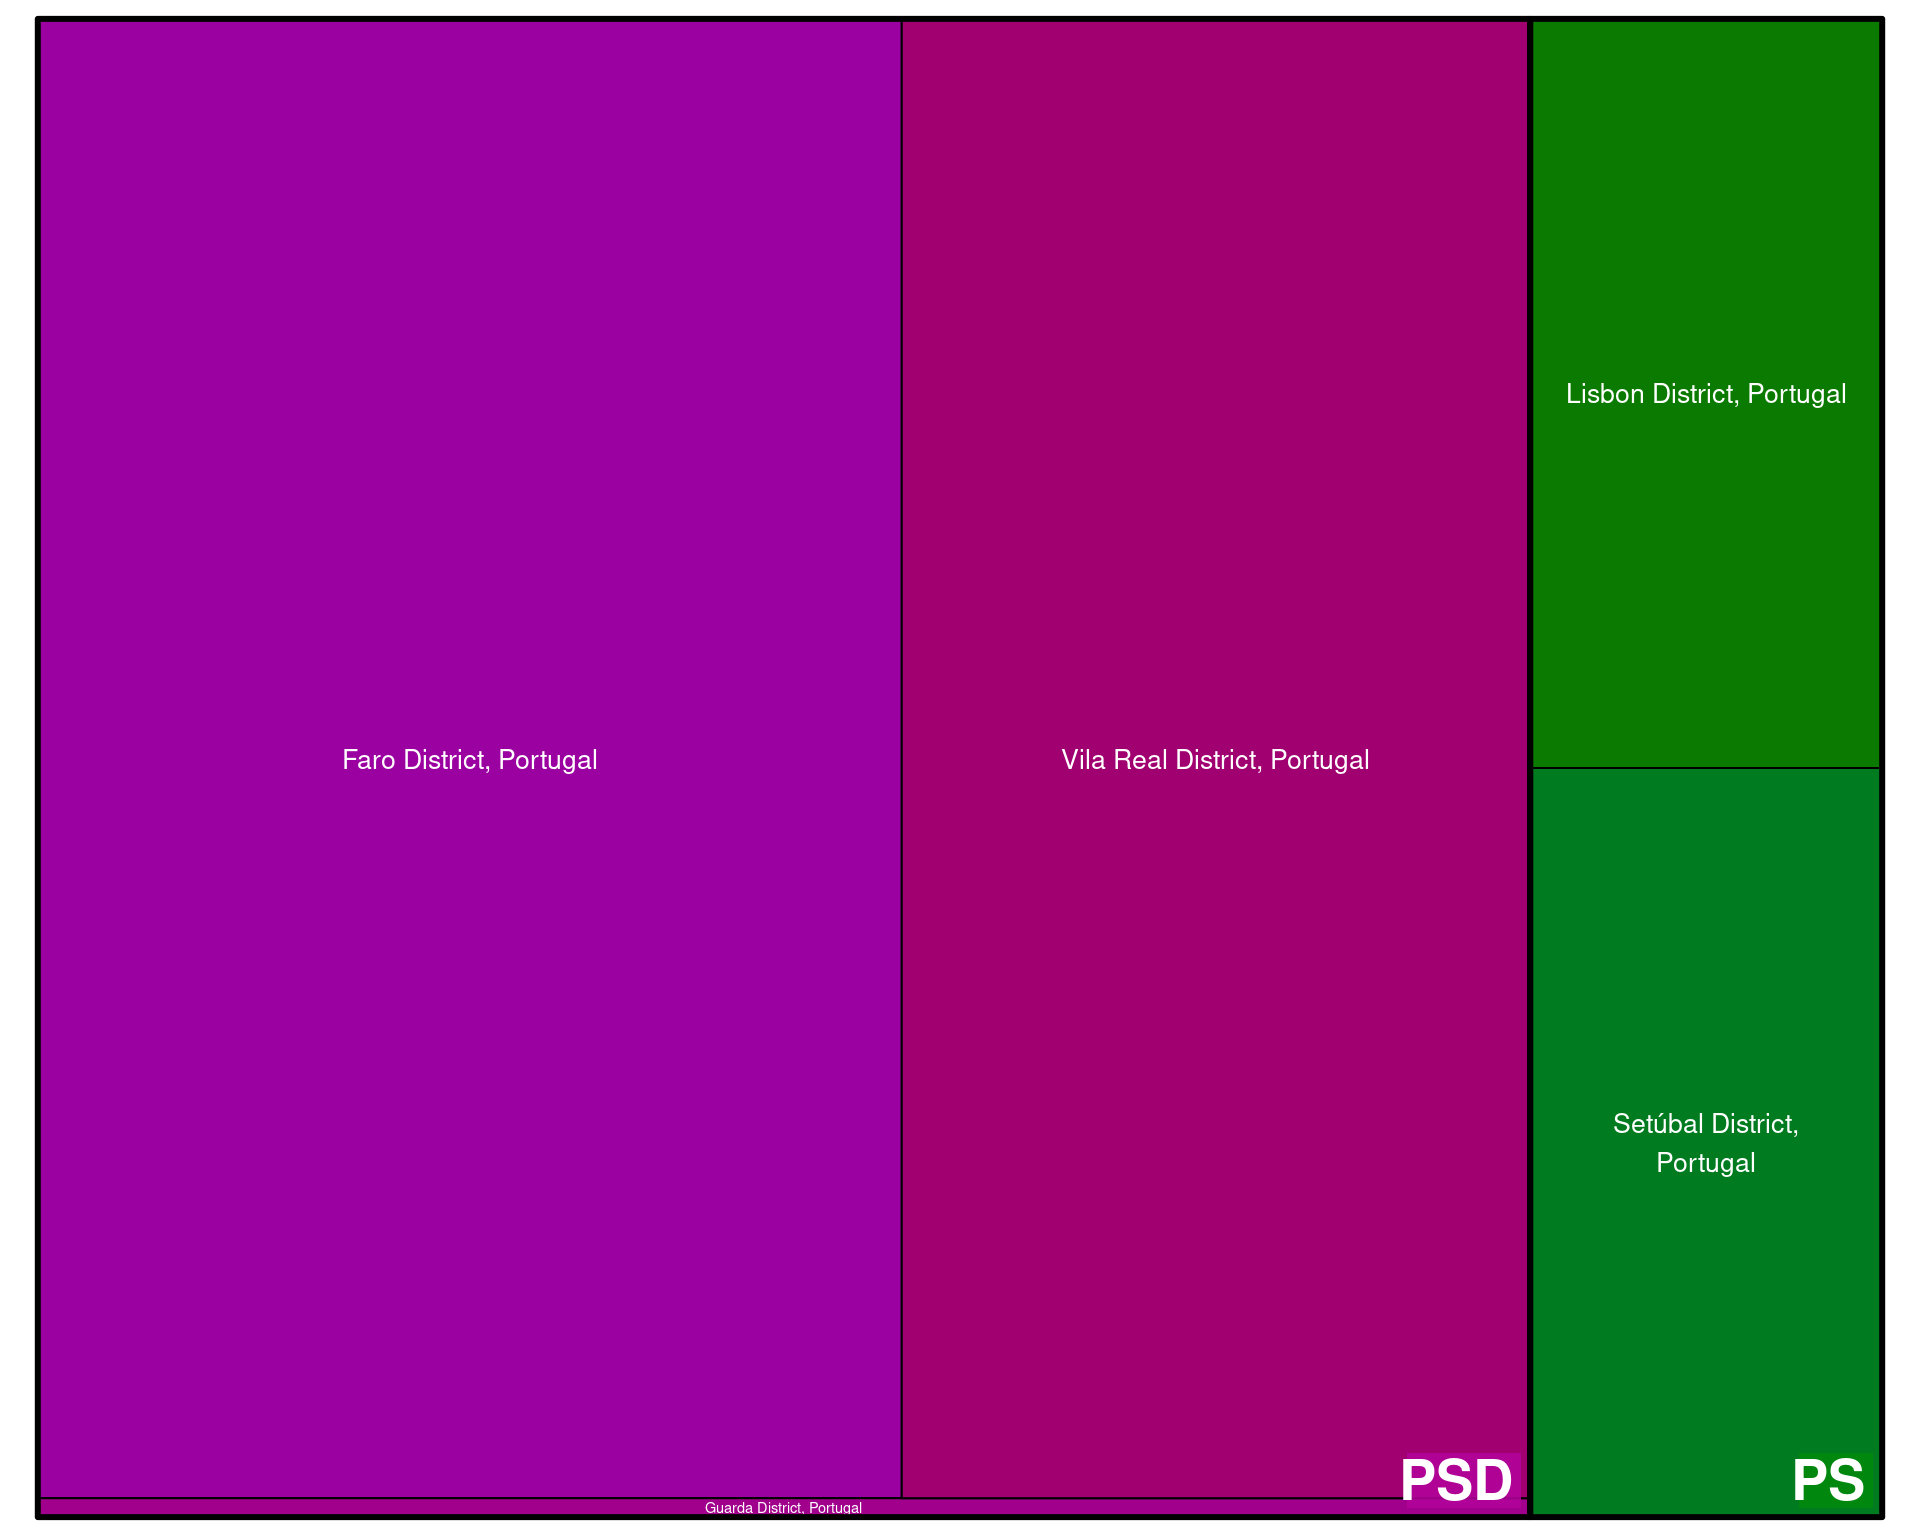 Faro District, Portugal
Vila Real District, Portugal
Guarda District, Portugal
PSD
Lisbon District, Portugal
Setúbal District,
Portugal
PS